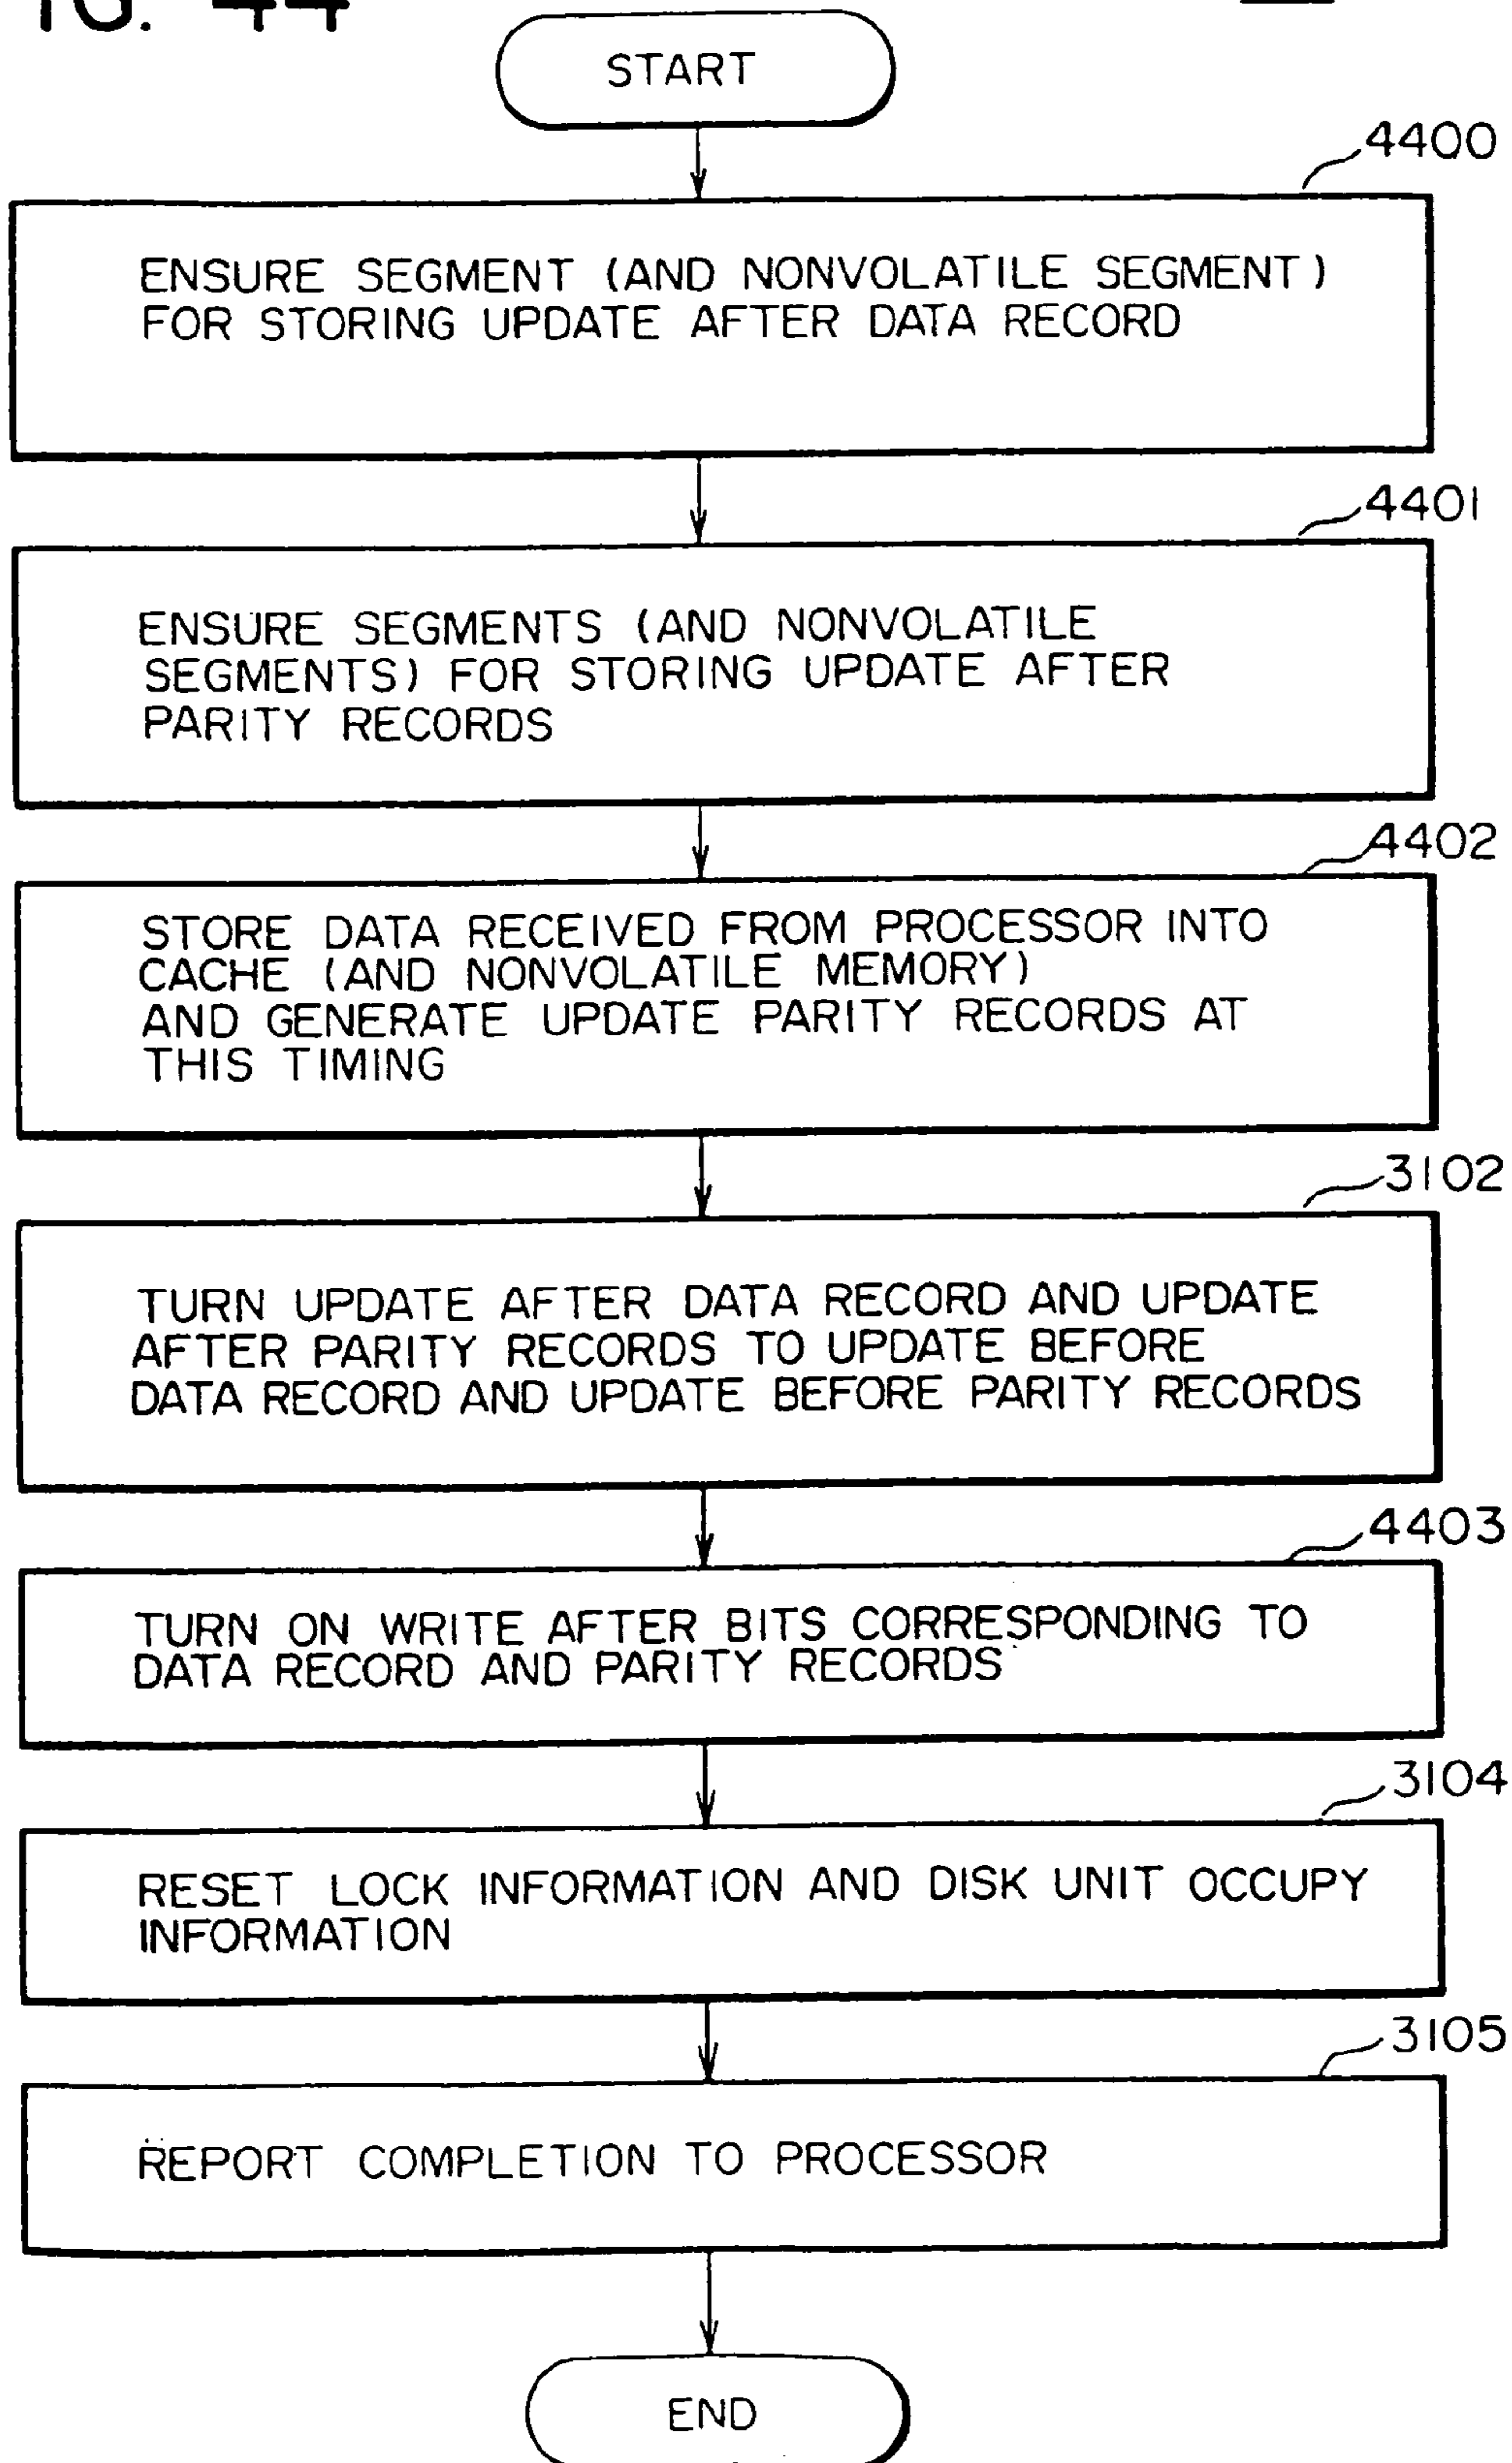 IG. 44
START
4400
ENSURE SEGMENT (AND NONVOLATILE SEGMENT)
FOR STORING UPDATE AFTER DATA RECORD
4401
ENSURE SEGMENTS (AND NONVOLATILE
SEGMENTS) FOR STORING UPDATE AFTER
PARITY RECORDS
4402
STORE DATA RECEIVED FROM PROCESSOR INTO
CACHE (AND NONVOLATILE MEMORY)
AND GENERATE UPDATE PARITY RECORDS AT
THIS TIMING
3102
TURN UPDATE AFTER DATA RECORD AND UPDATE
AFTER PARITY RECORDS TO UPDATE BEFORE
DATA RECORD AND UPDATE BEFORE PARITY RECORDS
4403
TURN ON WRITE AFTER BITS CORRESPONDING TO
DATA RECORD AND PARITY RECORDS
3104
RESET LOCK INFORMATION AND DISK UNIT OCCUPY
INFORMATION
3105
REPORT COMPLETION TO PROCESSOR
END